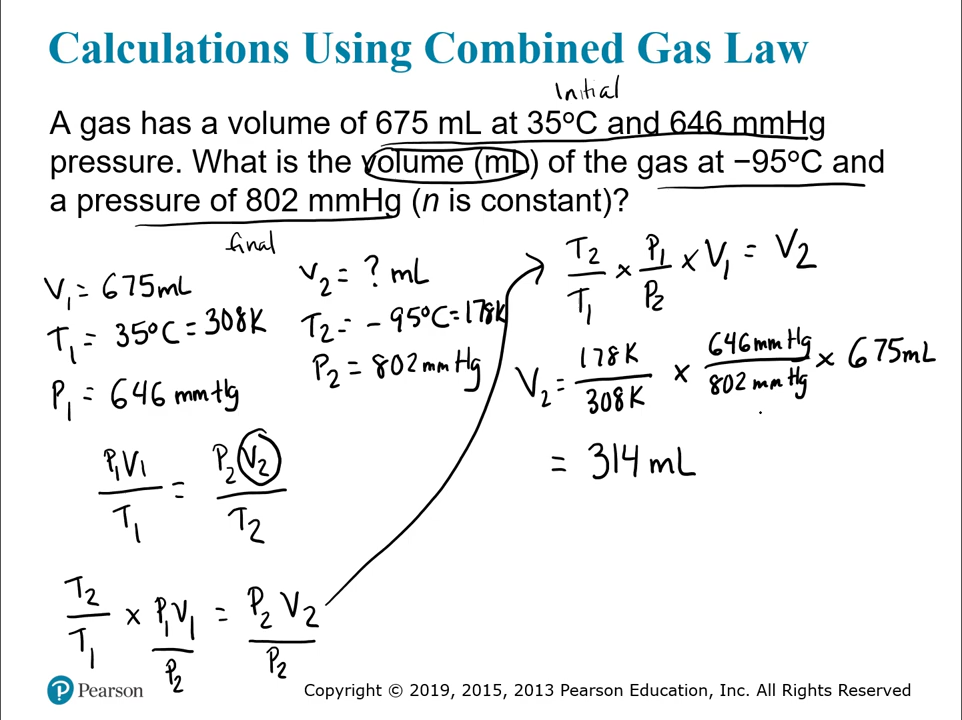 Calculations Using Combined Gas Law
Initial
A gas has a volume of 675 mL at 35°C and 646 mmHg
pressure. What is the volume (mL) of the gas at −95°C and
a pressure of 802 mmHg (n is constant)?
final
V₁ = 675mL
T₁ = 35°C = 308K
P₁ = 646 mmHg
V₂ = ? mL
T₂ = -95°C = 178K
P₂ = 802 mmHg
P₁V₁ / T₁ = P₂V₂ / T₂
T₂ / T₁ × P₁V₁ / P₂ = P₂V₂ / P₂
T₂ / T₁ × P₁ / P₂ × V₁ = V₂
V₂ = 178K / 308K × 646mmHg / 802mmHg × 675mL
= 314 mL
Pearson
Copyright © 2019, 2015, 2013 Pearson Education, Inc. All Rights Reserved